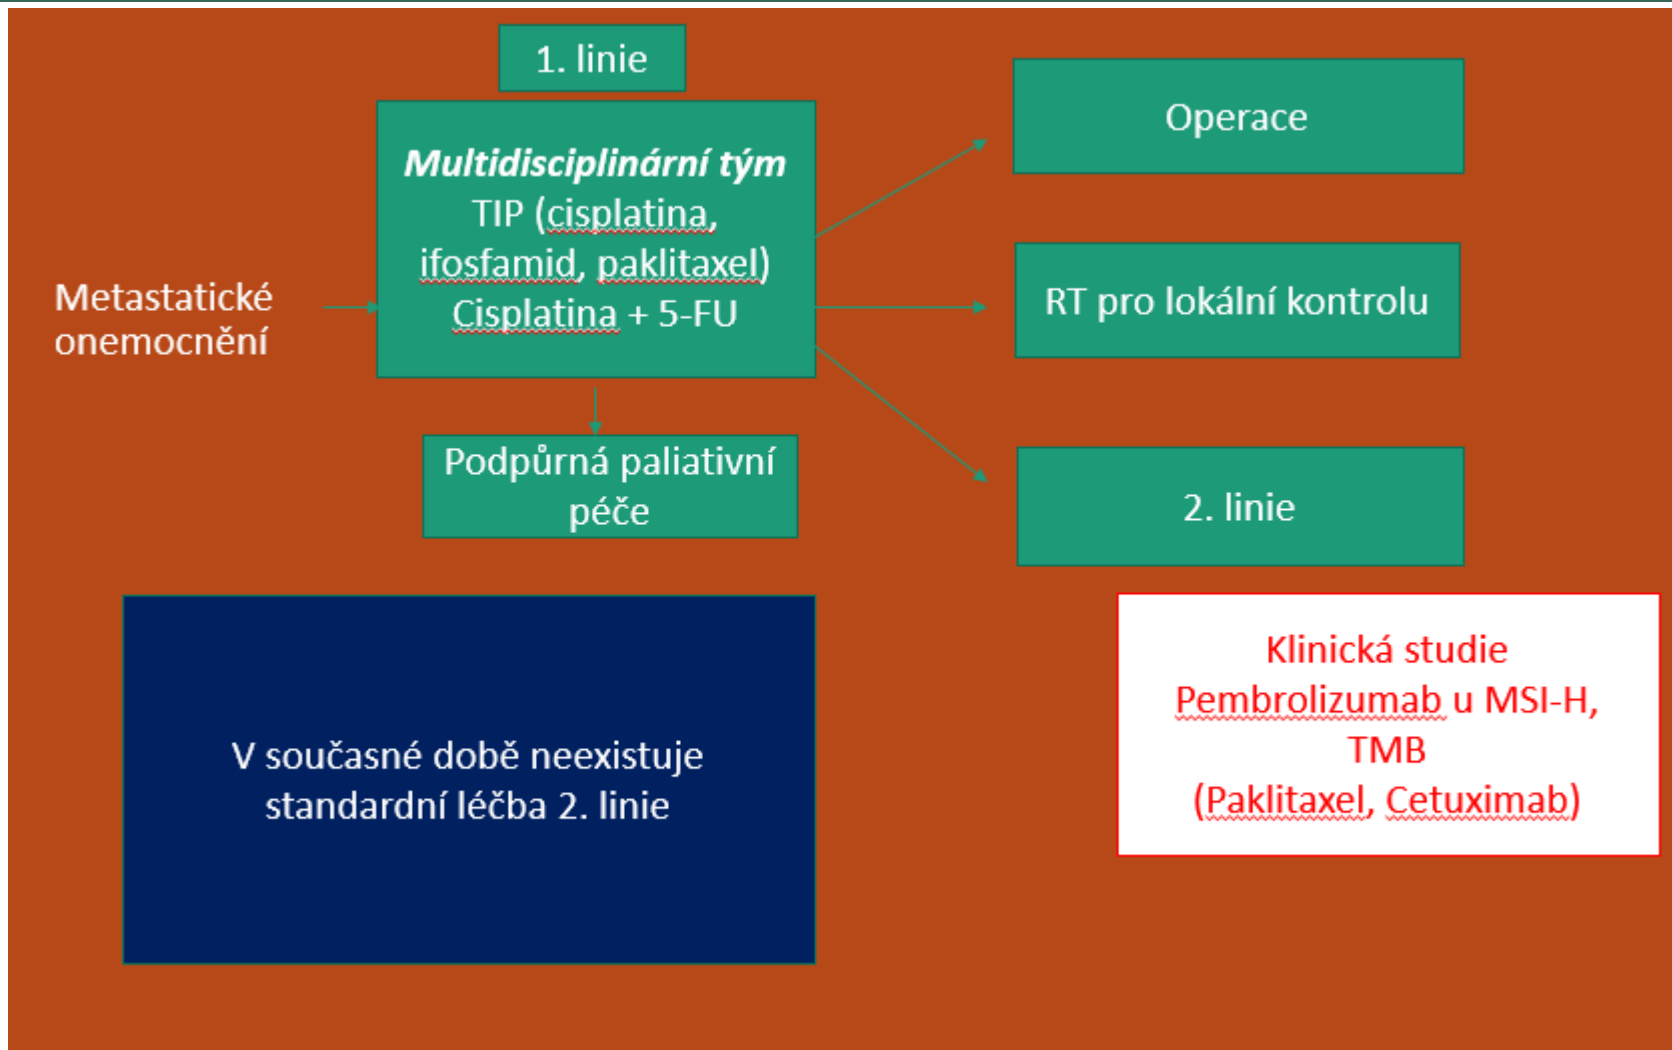 1. linie
Multidisciplinární tým
TIP (cisplatina,
ifosfamid, paklitaxel)
Cisplatina + 5-FU
Metastatické
onemocnění
Podpůrná paliativní
péče
Operace
RT pro lokální kontrolu
2. linie
V současné době neexistuje
standardní léčba 2. linie
Klinická studie
Pembrolizumab u MSI-H,
TMB
(Paklitaxel, Cetuximab)